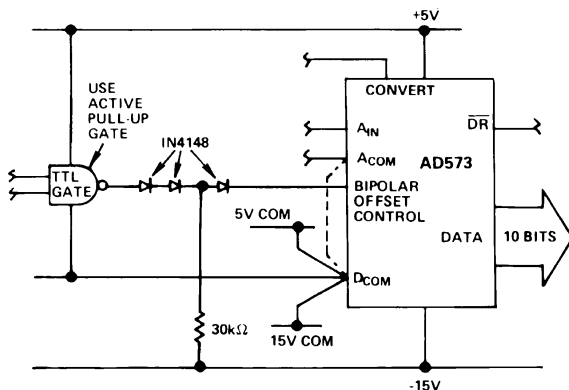 +5V
USE
ACTIVE
PULL-UP
GATE
CONVERT
IN4148
AIN
DR
ACOM
AD573
TTL
GATE
BIPOLAR
OFFSET
CONTROL
5V COM
DATA
10 BITS
DCOM
30kΩ
15V COM
-15V